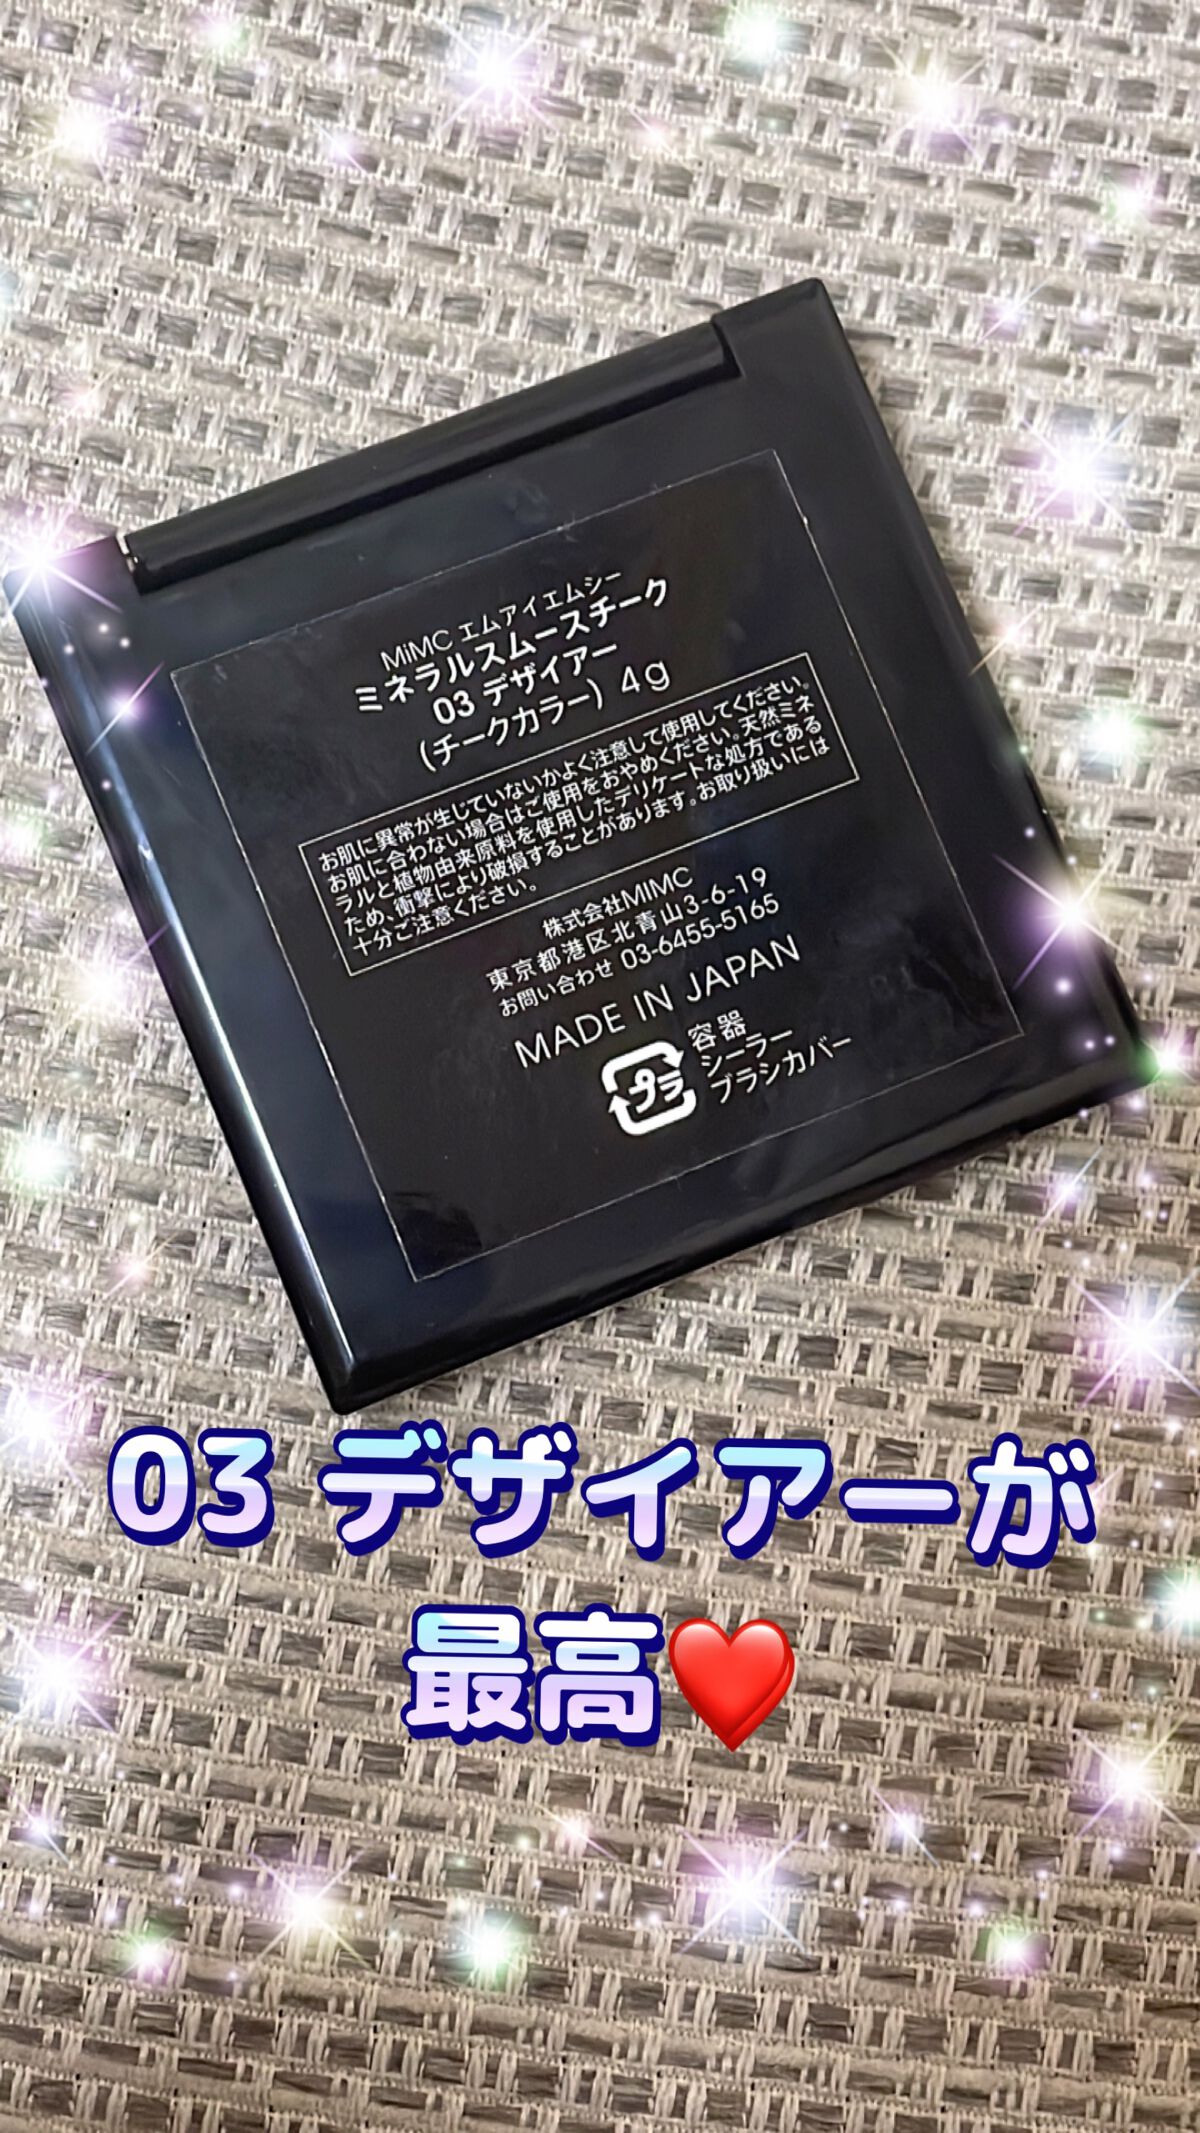 MiMC エムアイエムシー
ミネラルスムースチーク
03 デザイアー
(チークカラー) 4g
お肌に異常が生じていないかよく注意して使用してください。
お肌に合わない場合はご使用をおやめください。天然ミネ
ラルと植物由来原料を使用したデリケートな処方である
ため、衝撃により破損することがあります。お取り扱いには
十分ご注意ください。
株式会社MIMC
東京都港区北青山3-6-19
お問い合わせ 03-6455-5165
MADE IN JAPAN
プラ
容器
シーラー
ブラシカバー
03 デザイアーが
最高❤️